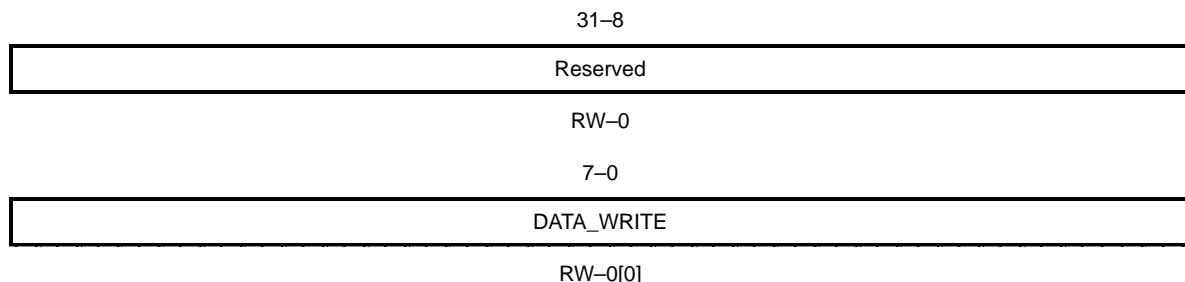 31–8
Reserved
RW–0
7–0
DATA_WRITE
RW–0[0]